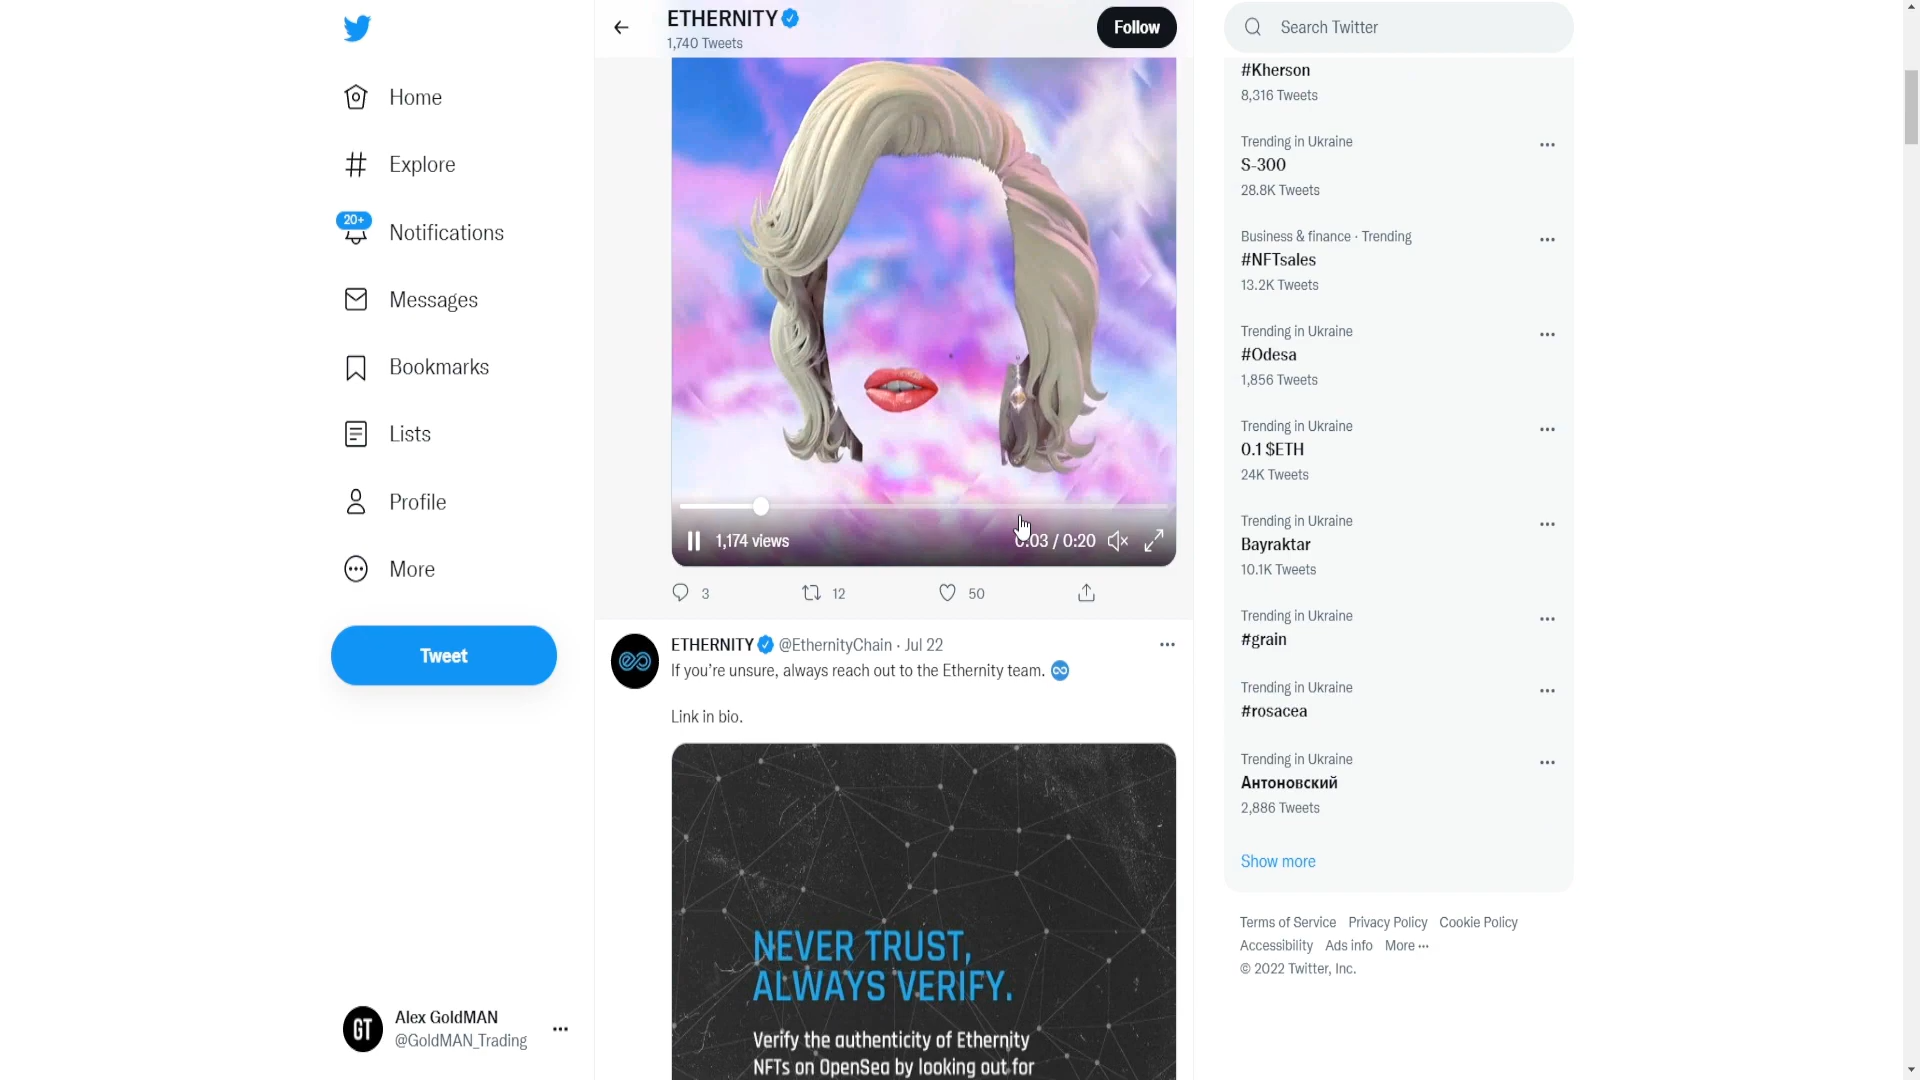 Home
Explore
20+
Notifications
Messages
Bookmarks
Lists
Profile
More
Tweet
Alex GoldMAN
@GoldMAN_Trading
GT
ETHERNITY
1,740 Tweets
Follow
1,174 views
0:03 / 0:20
3
12
50
ETHERNITY @EthernityChain · Jul 22
If you're unsure, always reach out to the Ethernity team.
Link in bio.
NEVER TRUST,
ALWAYS VERIFY.
Verify the authenticity of Ethernity
NFTs on OpenSea by looking out for
Search Twitter
#Kherson
8,316 Tweets
Trending in Ukraine
S-300
28.8K Tweets
Business & finance · Trending
#NFTsales
13.2K Tweets
Trending in Ukraine
#Odesa
1,856 Tweets
Trending in Ukraine
0.1 $ETH
24K Tweets
Trending in Ukraine
Bayraktar
10.1K Tweets
Trending in Ukraine
#grain
Trending in Ukraine
#rosacea
Trending in Ukraine
Антоновский
2,886 Tweets
Show more
Terms of Service Privacy Policy Cookie Policy
Accessibility Ads info More ···
© 2022 Twitter, Inc.